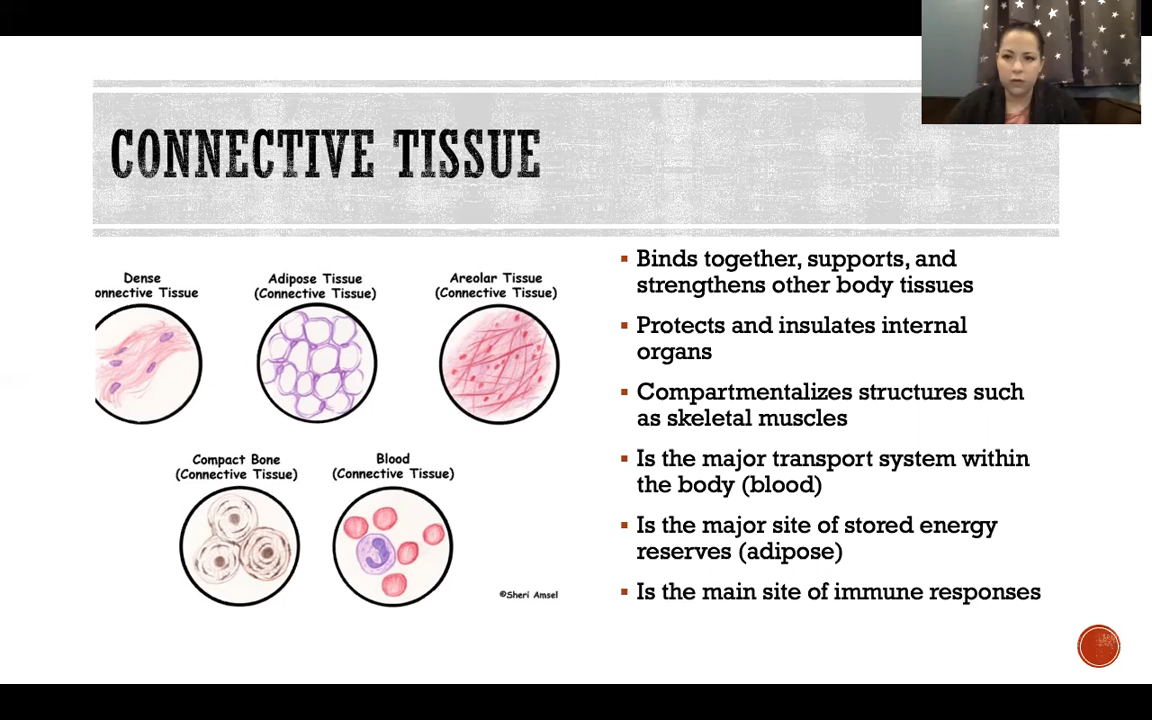 CONNECTIVE TISSUE
Dense
onnective Tissue
Adipose Tissue
(Connective Tissue)
Areolar Tissue
(Connective Tissue)
Compact Bone
(Connective Tissue)
Blood
(Connective Tissue)
©Sheri Amsel
▪ Binds together, supports, and
strengthens other body tissues
▪ Protects and insulates internal
organs
▪ Compartmentalizes structures such
as skeletal muscles
▪ Is the major transport system within
the body (blood)
▪ Is the major site of stored energy
reserves (adipose)
▪ Is the main site of immune responses